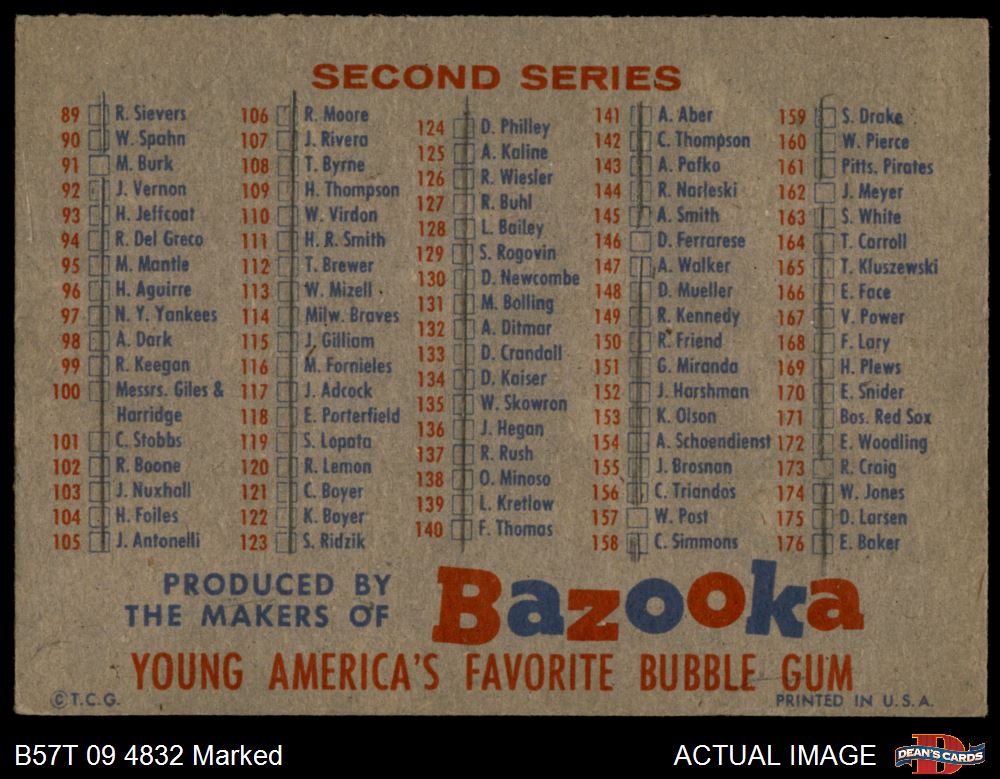 SECOND SERIES
89 R. Sievers
90 W. Spahn
91 M. Burk
92 J. Vernon
93 H. Jeffcoat
94 R. Del Greco
95 M. Mantle
96 H. Aguirre
97 N. Y. Yankees
98 A. Dark
99 R. Keegan
100 Messrs. Giles &
Harridge
101 C. Stobbs
102 R. Boone
103 J. Nuxhall
104 H. Foiles
105 J. Antonelli
106 R. Moore
107 J. Rivera
108 T. Byrne
109 H. Thompson
110 W. Virdon
111 H. R. Smith
112 T. Brewer
113 W. Mizell
114 Milw. Braves
115 J. Gilliam
116 M. Fornieles
117 J. Adcock
118 E. Porterfield
119 S. Lopata
120 R. Lemon
121 C. Boyer
122 K. Boyer
123 S. Ridzik
124 D. Philley
125 A. Kaline
126 R. Wiesler
127 R. Buhl
128 L. Bailey
129 S. Rogovin
130 D. Newcombe
131 M. Bolling
132 A. Ditmar
133 D. Crandall
134 D. Kaiser
135 W. Skowron
136 J. Hegan
137 R. Rush
138 O. Minoso
139 L. Kretlow
140 F. Thomas
141 A. Aber
142 C. Thompson
143 A. Pafko
144 R. Narleski
145 A. Smith
146 D. Ferrarese
147 A. Walker
148 D. Mueller
149 R. Kennedy
150 R. Friend
151 G. Miranda
152 J. Harshman
153 K. Olson
154 A. Schoendienst
155 J. Brosnan
156 C. Triandos
157 W. Post
158 C. Simmons
159 S. Drake
160 W. Pierce
161 Pitts. Pirates
162 J. Meyer
163 S. White
164 T. Carroll
165 T. Kluszewski
166 E. Face
167 V. Power
168 F. Lary
169 H. Plews
170 E. Snider
171 Bos. Red Sox
172 E. Woodling
173 R. Craig
174 W. Jones
175 D. Larsen
176 E. Baker
PRODUCED BY
THE MAKERS OF
Bazooka
YOUNG AMERICA'S FAVORITE BUBBLE GUM
© T.C.G.
PRINTED IN U.S.A.
B57T 09 4832 Marked
ACTUAL IMAGE
DEAN'S CARDS